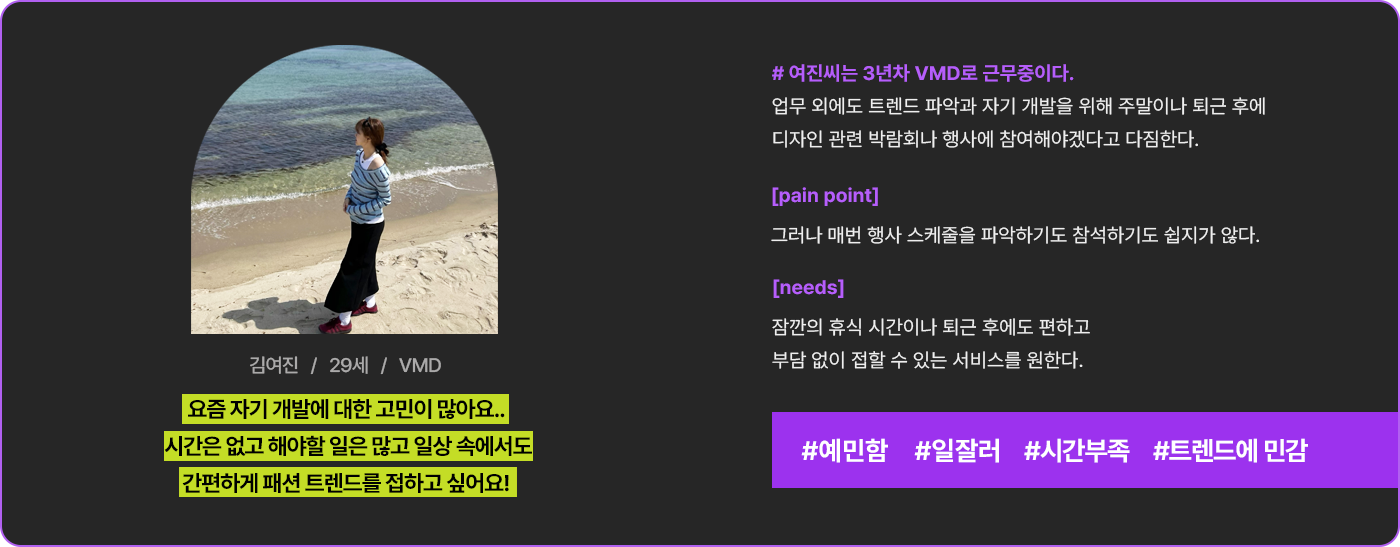 김여진 / 29세 / VMD
요즘 자기 개발에 대한 고민이 많아요..
시간은 없고 해야할 일은 많고 일상 속에서도
간편하게 패션 트렌드를 접하고 싶어요!
# 여진씨는 3년차 VMD로 근무중이다.
업무 외에도 트렌드 파악과 자기 개발을 위해 주말이나 퇴근 후에
디자인 관련 박람회나 행사에 참여해야겠다고 다짐한다.
[pain point]
그러나 매번 행사 스케줄을 파악하기도 참석하기도 쉽지가 않다.
[needs]
잠깐의 휴식 시간이나 퇴근 후에도 편하고
부담 없이 접할 수 있는 서비스를 원한다.
#예민함 #일잘러 #시간부족 #트렌드에 민감